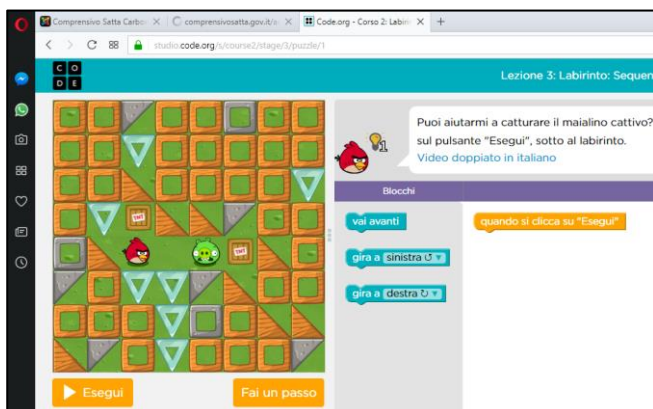 Comprensivo Satta Carbon
comprensivosatta.gov.it/a
Code.org - Corso 2: Labiri
studio.code.org/s/course2/stage/3/puzzle/1
C O
D E
Lezione 3: Labirinto: Sequen
Puoi aiutarmi a catturare il maialino cattivo?
sul pulsante "Esegui", sotto al labirinto.
Video doppiato in italiano
1
Blocchi
vai avanti
quando si clicca su "Esegui"
gira a sinistra
gira a destra
TNT
TNT
Esegui
Fai un passo